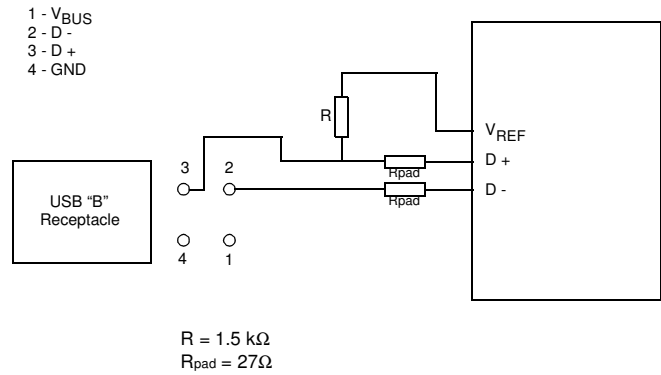 1 - VBUS
2 - D -
3 - D +
4 - GND
R
VREF
3
2
Rpad
D +
Rpad
D -
USB “B”
Receptacle
4
1
R = 1.5 kΩ
Rpad = 27Ω